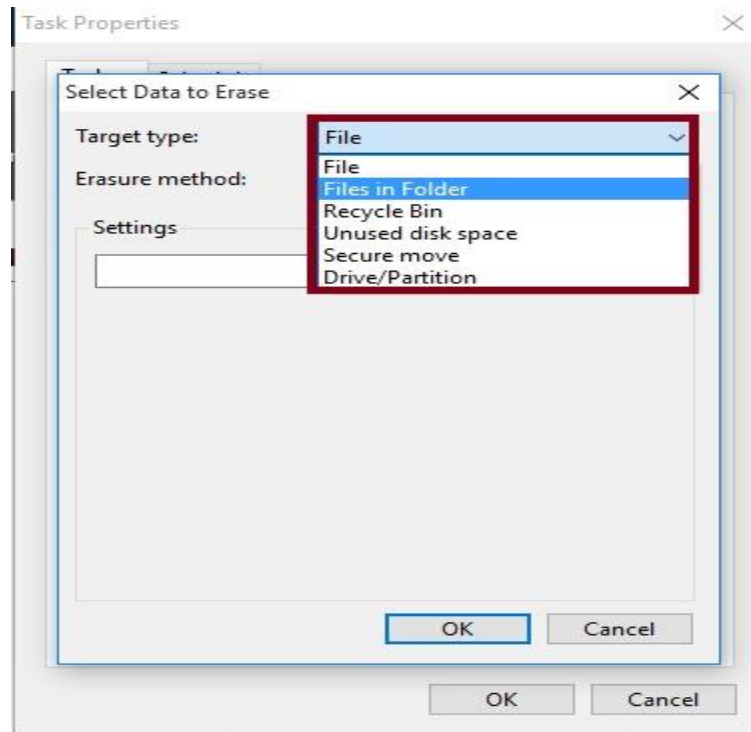 Task Properties
Select Data to Erase
Target type:
File
File
Files in Folder
Recycle Bin
Unused disk space
Secure move
Drive/Partition
Erasure method:
Settings
OK
Cancel
OK
Cancel